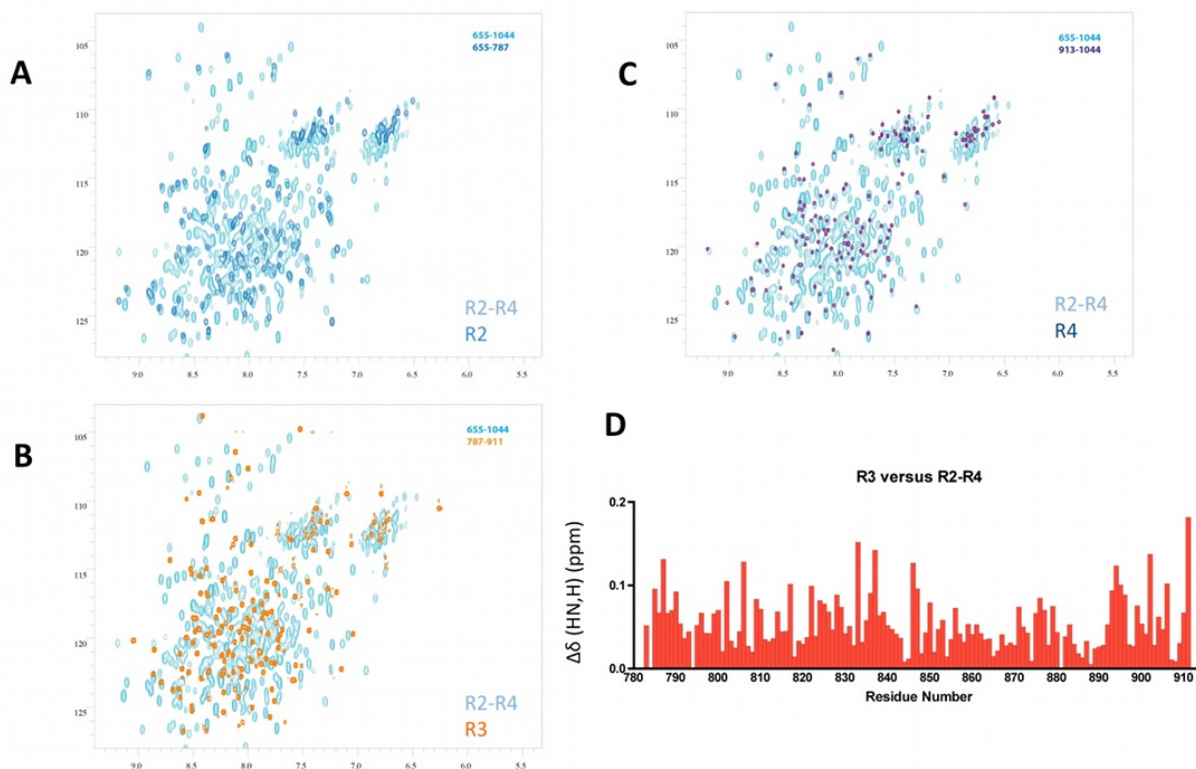 A
655-1044
655-787
105
110
115
120
125
R2-R4
R2
9.0 8.5 8.0 7.5 7.0 6.5 6.0 5.5
C
655-1044
913-1044
105
110
115
120
125
R2-R4
R4
9.0 8.5 8.0 7.5 7.0 6.5 6.0 5.5
B
655-1044
787-911
105
110
115
120
125
R2-R4
R3
9.0 8.5 8.0 7.5 7.0 6.5 6.0 5.5
D
R3 versus R2-R4
Δδ (HN,H) (ppm)
0.2
0.1
0.0
780 790 800 810 820 830 840 850 860 870 880 890 900 910
Residue Number